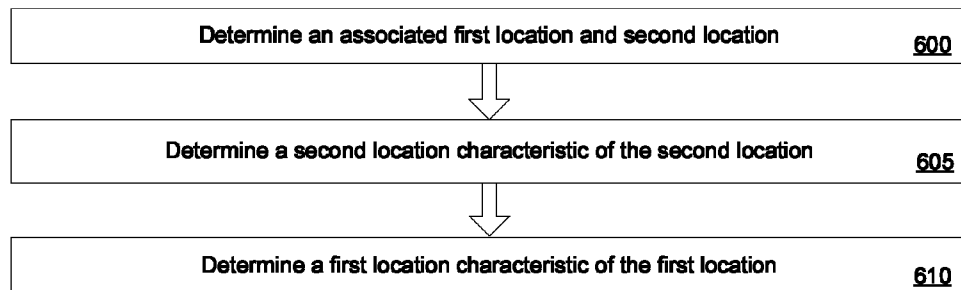 Determine an associated first location and second location
600
Determine a second location characteristic of the second location
605
Determine a first location characteristic of the first location
610